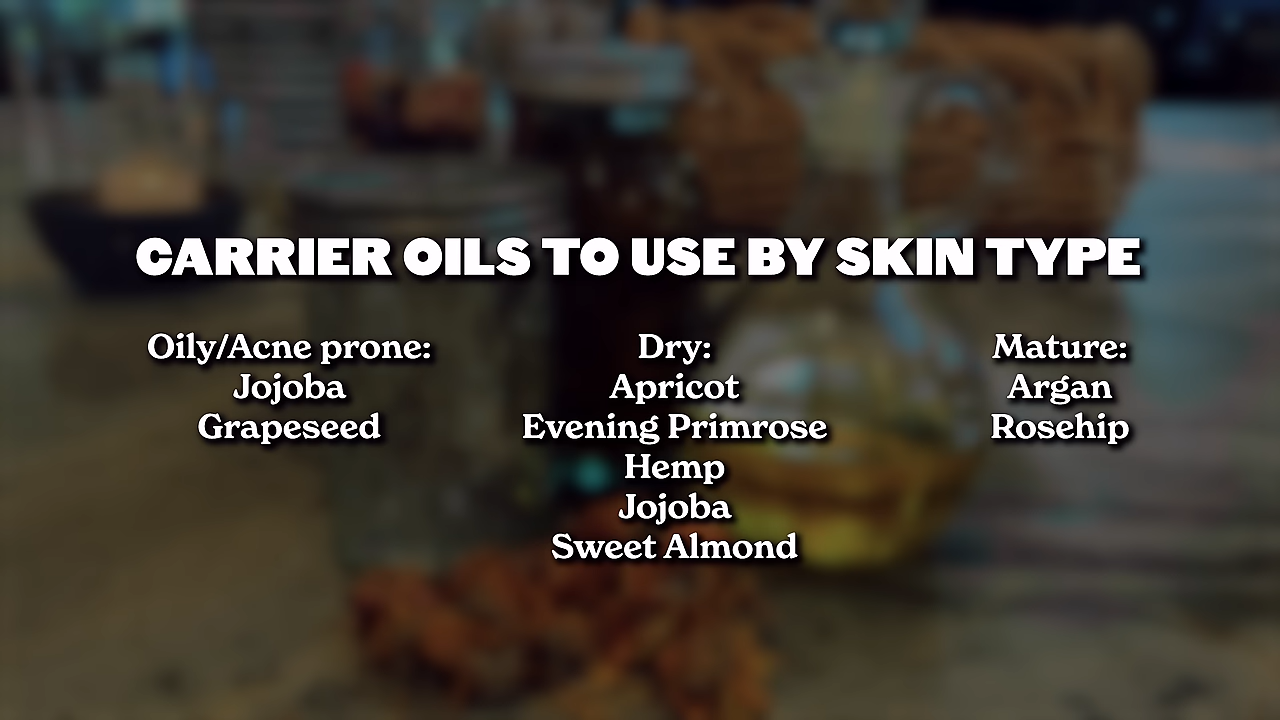 CARRIER OILS TO USE BY SKIN TYPE
Oily/Acne prone:
Jojoba
Grapeseed
Dry:
Apricot
Evening Primrose
Hemp
Jojoba
Sweet Almond
Mature:
Argan
Rosehip